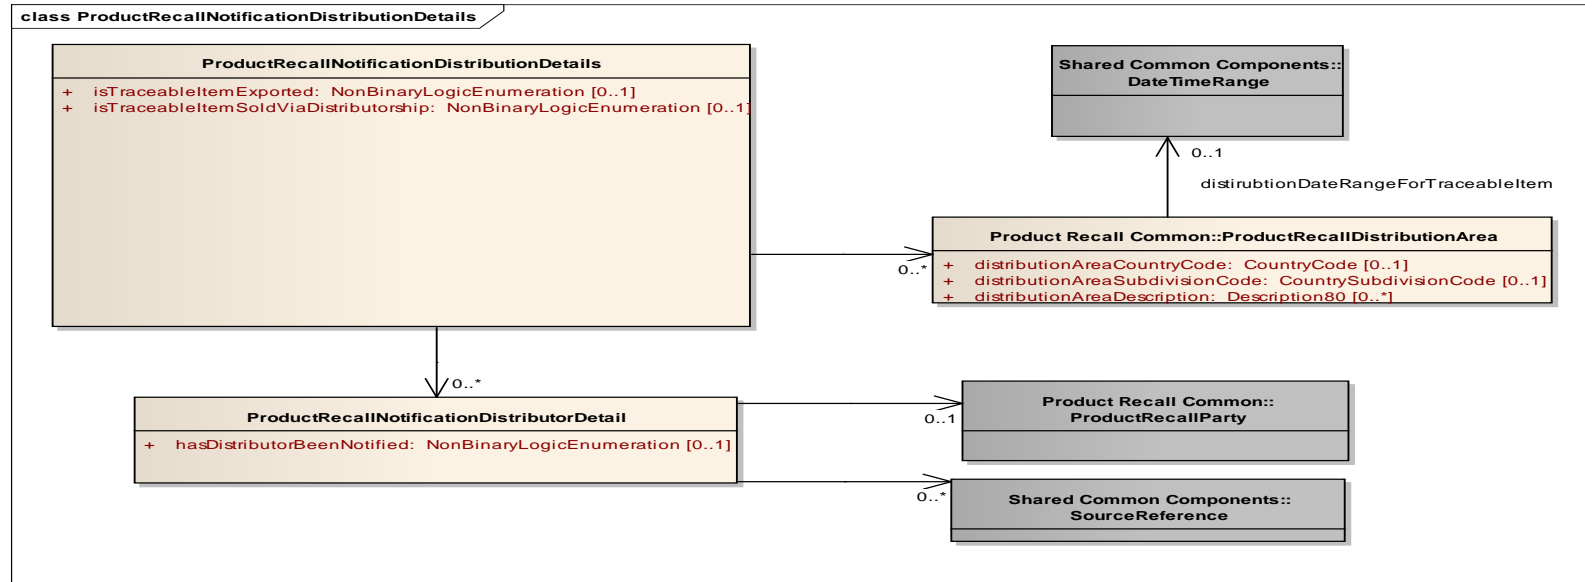 class ProductRecallNotificationDistributionDetails
ProductRecallNotificationDistributionDetails
+ isTraceableItemExported: NonBinaryLogicEnumeration [0..1]
+ isTraceableItemSoldViaDistributorship: NonBinaryLogicEnumeration [0..1]
Shared Common Components::
DateTimeRange
0..1
distirubtionDateRangeForTraceableItem
Product Recall Common::ProductRecallDistributionArea
+ distributionAreaCountryCode: CountryCode [0..1]
+ distributionAreaSubdivisionCode: CountrySubdivisionCode [0..1]
+ distributionAreaDescription: Description80 [0..*]
0..*
0..*
ProductRecallNotificationDistributorDetail
+ hasDistributorBeenNotified: NonBinaryLogicEnumeration [0..1]
0..1
Product Recall Common::
ProductRecallParty
0..*
Shared Common Components::
SourceReference